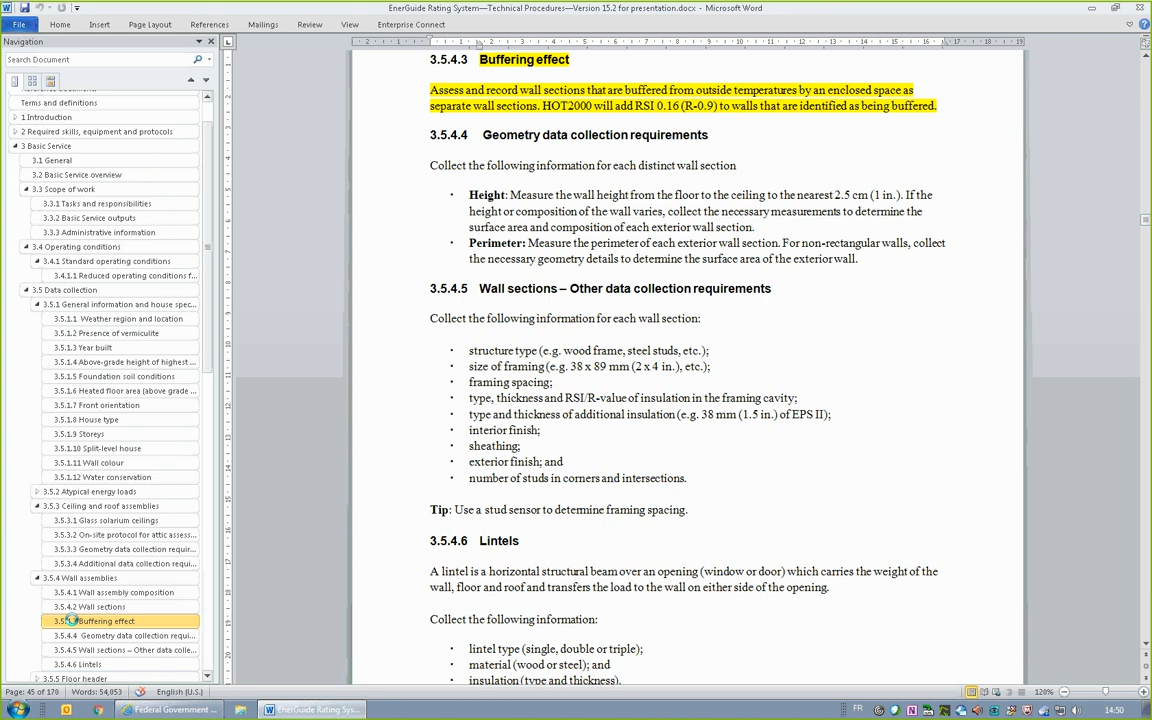 EnerGuide Rating System—Technical Procedures—Version 15.2 for presentation.docx - Microsoft Word
File Home Insert Page Layout References Mailings Review View Enterprise Connect
Navigation
Search Document
Terms and definitions
1 Introduction
2 Required skills, equipment and protocols
3 Basic Service
3.1 General
3.2 Basic Service overview
3.3 Scope of work
3.3.1 Tasks and responsibilities
3.3.2 Basic Service outputs
3.3.3 Administrative information
3.4 Operating conditions
3.4.1 Standard operating conditions
3.4.1.1 Reduced operating conditions f...
3.5 Data collection
3.5.1 General information and house spec...
3.5.1.1 Weather region and location
3.5.1.2 Presence of vermiculite
3.5.1.3 Year built
3.5.1.4 Above-grade height of highest ...
3.5.1.5 Foundation soil conditions
3.5.1.6 Heated floor area (above grade ...
3.5.1.7 Front orientation
3.5.1.8 House type
3.5.1.9 Storeys
3.5.1.10 Split-level house
3.5.1.11 Wall colour
3.5.1.12 Water conservation
3.5.2 Atypical energy loads
3.5.3 Ceiling and roof assemblies
3.5.3.1 Glass solarium ceilings
3.5.3.2 On-site protocol for attic assess...
3.5.3.3 Geometry data collection requir...
3.5.3.4 Additional data collection requi...
3.5.4 Wall assemblies
3.5.4.1 Wall assembly composition
3.5.4.2 Wall sections
Buffering effect
3.5.4.4 Geometry data collection requi...
3.5.4.5 Wall sections – Other data colle...
3.5.4.6 Lintels
3.5.5 Floor header
3.5.4.3 Buffering effect
Assess and record wall sections that are buffered from outside temperatures by an enclosed space as
separate wall sections. HOT2000 will add RSI 0.16 (R-0.9) to walls that are identified as being buffered.
3.5.4.4 Geometry data collection requirements
Collect the following information for each distinct wall section
· Height: Measure the wall height from the floor to the ceiling to the nearest 2.5 cm (1 in.). If the
height or composition of the wall varies, collect the necessary measurements to determine the
surface area and composition of each exterior wall section.
· Perimeter: Measure the perimeter of each exterior wall section. For non-rectangular walls, collect
the necessary geometry details to determine the surface area of the exterior wall.
3.5.4.5 Wall sections – Other data collection requirements
Collect the following information for each wall section:
· structure type (e.g. wood frame, steel studs, etc.);
· size of framing (e.g. 38 x 89 mm (2 x 4 in.), etc.);
· framing spacing;
· type, thickness and RSI/R-value of insulation in the framing cavity;
· type and thickness of additional insulation (e.g. 38 mm (1.5 in.) of EPS II);
· interior finish;
· sheathing;
· exterior finish; and
· number of studs in corners and intersections.
Tip: Use a stud sensor to determine framing spacing.
3.5.4.6 Lintels
A lintel is a horizontal structural beam over an opening (window or door) which carries the weight of the
wall, floor and roof and transfers the load to the wall on either side of the opening.
Collect the following information:
· lintel type (single, double or triple);
· material (wood or steel); and
· insulation (type and thickness).
Page: 45 of 170 Words: 54,053 English (U.S.) 120%
Federal Government ... EnerGuide Rating Sys... FR 14:50